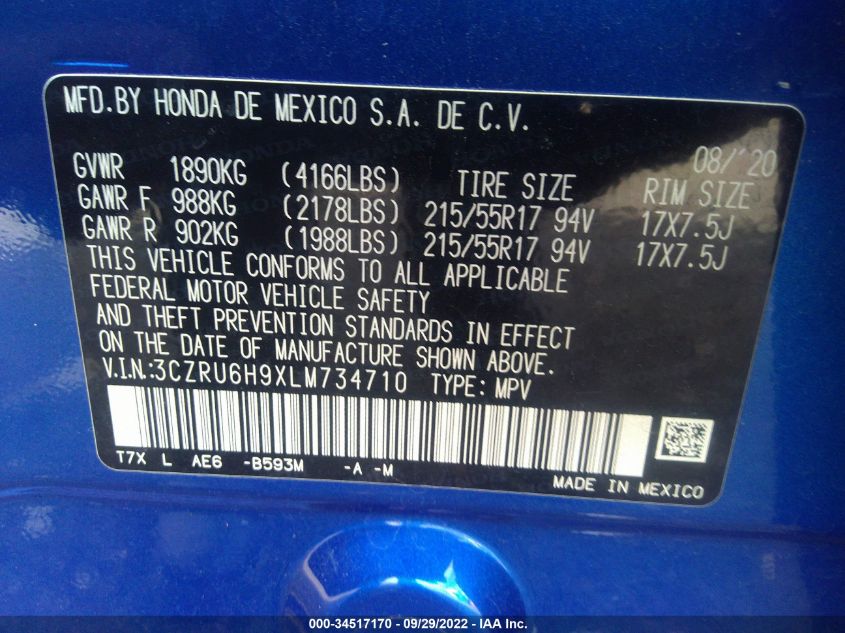 MFD.BY HONDA DE MEXICO S.A. DE C.V.
08/'20
GVWR 1890KG (4166LBS) TIRE SIZE RIM SIZE
GAWR F 988KG (2178LBS) 215/55R17 94V 17X7.5J
GAWR R 902KG (1988LBS) 215/55R17 94V 17X7.5J
THIS VEHICLE CONFORMS TO ALL APPLICABLE
FEDERAL MOTOR VEHICLE SAFETY
AND THEFT PREVENTION STANDARDS IN EFFECT
ON THE DATE OF MANUFACTURE SHOWN ABOVE.
V.I.N.:3CZRU6H9XLM734710 TYPE: MPV
T7X L AE6 -B593M -A -M
MADE IN MEXICO
000-34517170 - 09/29/2022 - IAA Inc.